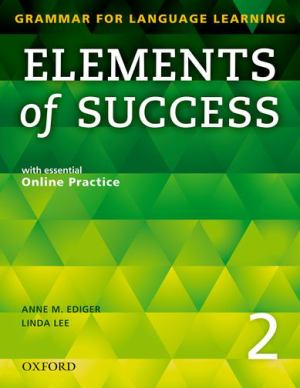 GRAMMAR FOR LANGUAGE LEARNING
ELEMENTS
of SUCCESS
with essential
Online Practice
ANNE M. EDIGER
LINDA LEE
2
OXFORD